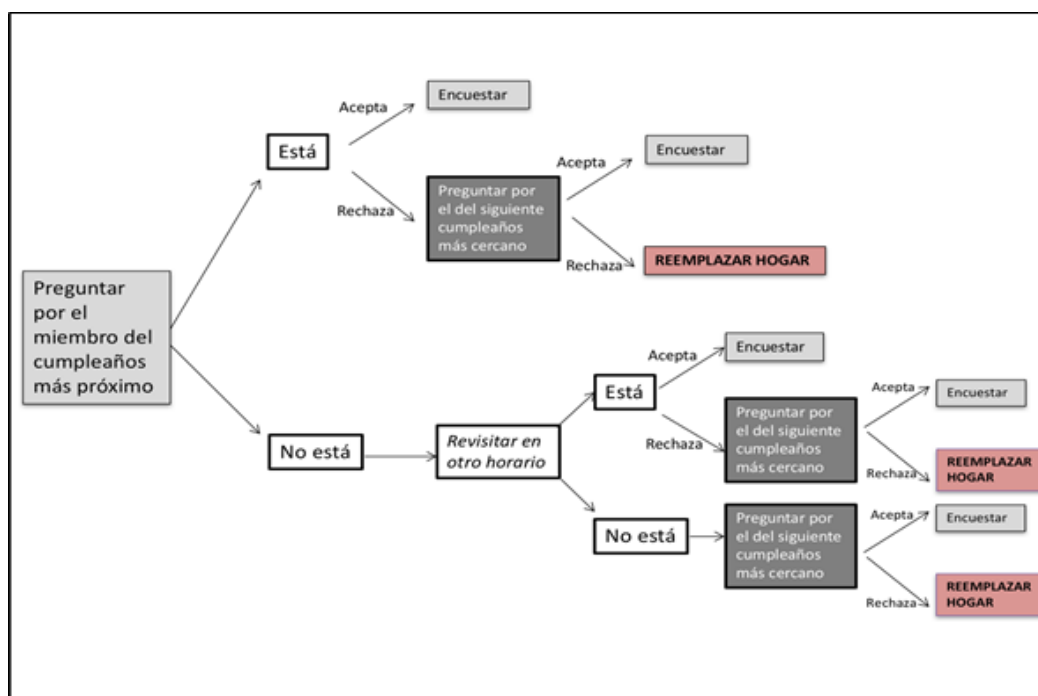 Preguntar
por el
miembro del
cumpleaños
más próximo
Está
Acepta
Encuestar
Rechaza
Preguntar por
el del siguiente
cumpleaños
más cercano
Acepta
Encuestar
Rechaza
REEMPLAZAR HOGAR
No está
Revisitar en
otro horario
Está
Acepta
Encuestar
Rechaza
Preguntar por
el del siguiente
cumpleaños
más cercano
Acepta
Encuestar
Rechaza
REEMPLAZAR
HOGAR
No está
Preguntar por
el del siguiente
cumpleaños
más cercano
Acepta
Encuestar
Rechaza
REEMPLAZAR
HOGAR